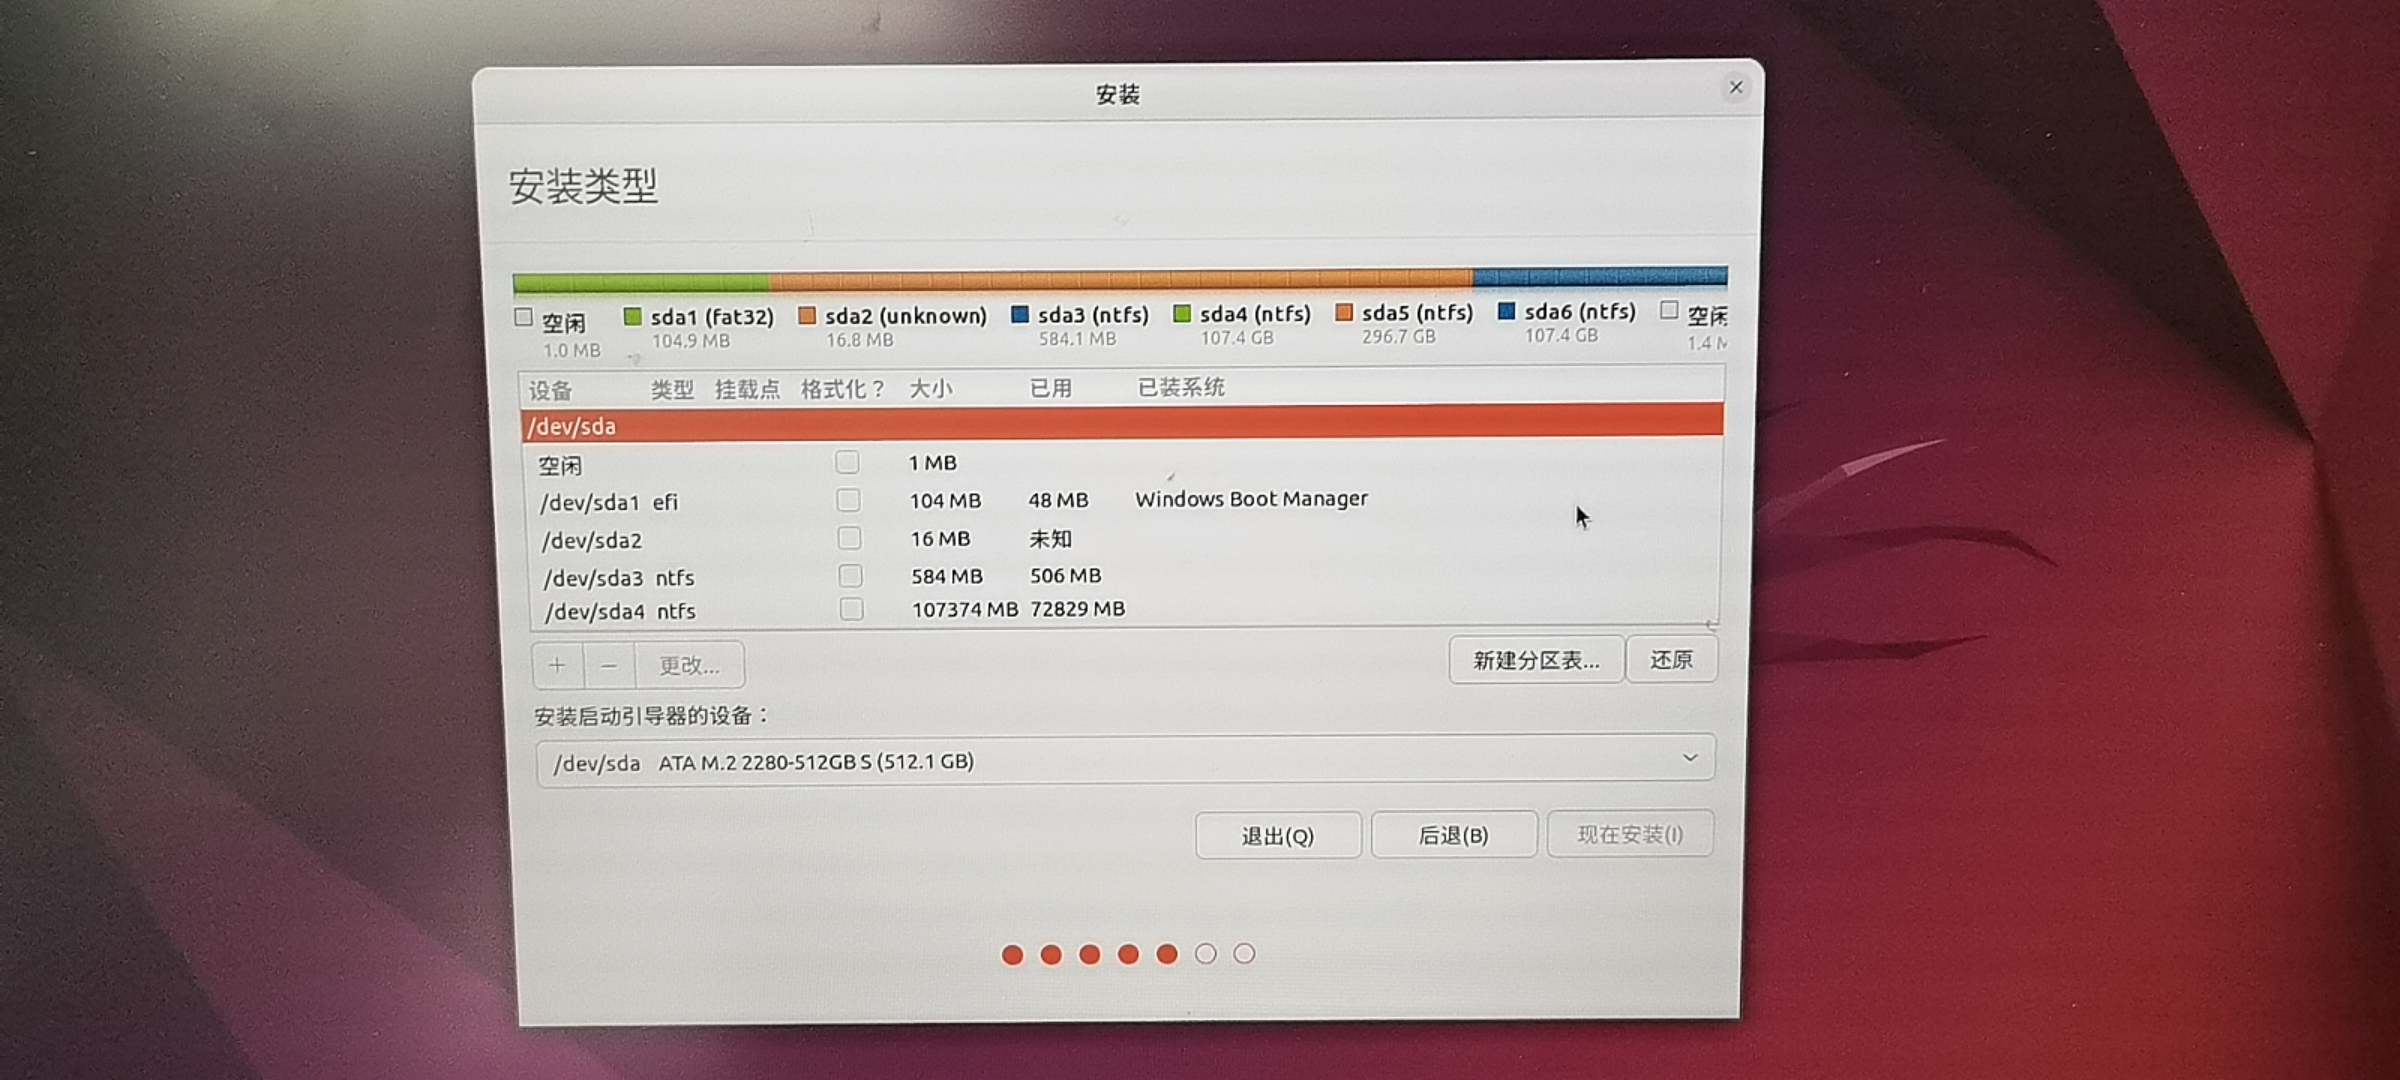 安装
安装类型
空闲 sda1 (fat32) sda2 (unknown) sda3 (ntfs) sda4 (ntfs) sda5 (ntfs) sda6 (ntfs) 空闲
1.0 MB 104.9 MB 16.8 MB 584.1 MB 107.4 GB 296.7 GB 107.4 GB 1.4
设备 类型 挂载点 格式化？ 大小 已用 已装系统
/dev/sda
空闲 1 MB
/dev/sda1 efi 104 MB 48 MB Windows Boot Manager
/dev/sda2 16 MB 未知
/dev/sda3 ntfs 584 MB 506 MB
/dev/sda4 ntfs 107374 MB 72829 MB
+ − 更改... 新建分区表... 还原
安装启动引导器的设备：
/dev/sda ATA M.2 2280-512GB S (512.1 GB)
退出(Q) 后退(B) 现在安装(I)